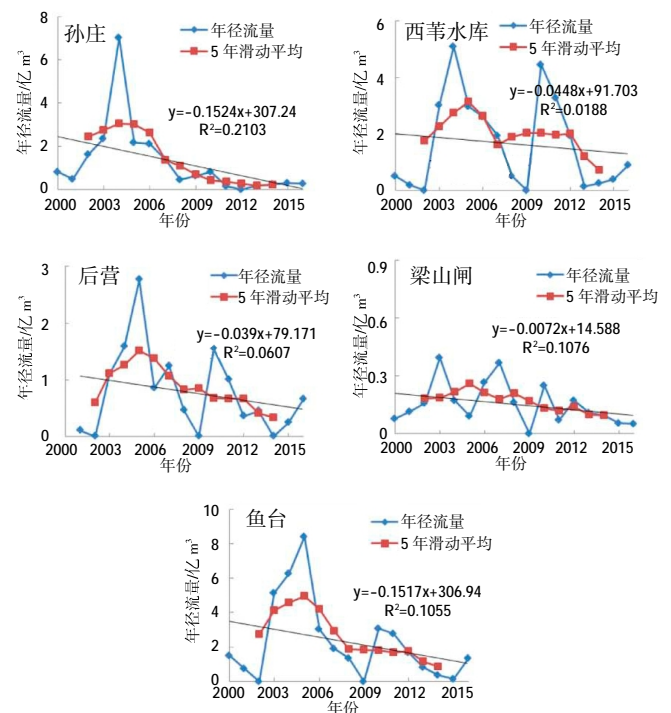 孙庄
年径流量
5 年滑动平均
y=-0.1524x+307.24
R²=0.2103
年径流量/亿 m³
8
6
4
2
0
2000 2004 2008 2012 2015
年份
西苇水库
年径流量
5 年滑动平均
y=-0.0448x+91.703
R²=0.0188
年径流量/亿 m³
6
4
2
0
2000 2003 2006 2009 2012 2015
年份
后营
年径流量
5 年滑动平均
y=-0.039x+79.171
R²=0.0607
年径流量/亿 m³
3
2
1
0
2000 2003 2006 2009 2012 2015
年份
梁山闸
年径流量
5 年滑动平均
y=-0.0072x+14.588
R²=0.1076
年径流量/亿 m³
0.9
0.6
0.3
0
2000 2003 2006 2009 2012 2015
年份
鱼台
年径流量
5 年滑动平均
y=-0.1517x+306.94
R²=0.1055
年径流量/亿 m³
10
8
6
4
2
0
2000 2003 2006 2009 2012 2015
年份